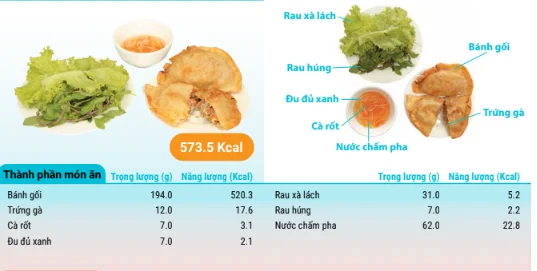 573.5 Kcal
Rau xà lách
Rau húng
Đu đủ xanh
Cà rốt
Nước chấm pha
Bánh gối
Trứng gà
Thành phần món ăn Trọng lượng (g) Năng lượng (Kcal) Trọng lượng (g) Năng lượng (Kcal)
Bánh gối 194.0 520.3 Rau xà lách 31.0 5.2
Trứng gà 12.0 17.6 Rau húng 7.0 2.2
Cà rốt 7.0 3.1 Nước chấm pha 62.0 22.8
Đu đủ xanh 7.0 2.1